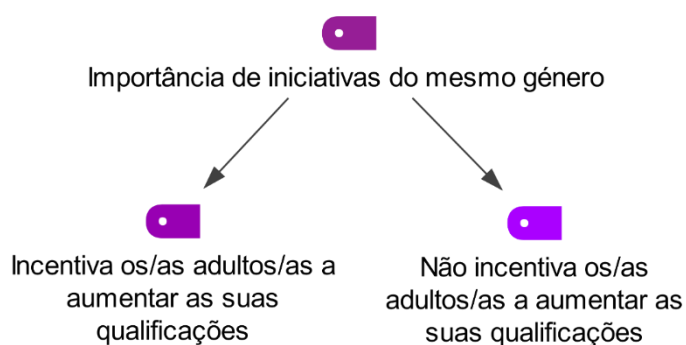 Importância de iniciativas do mesmo género
Incentiva os/as adultos/as a
aumentar as suas
qualificações
Não incentiva os/as
adultos/as a aumentar as
suas qualificações